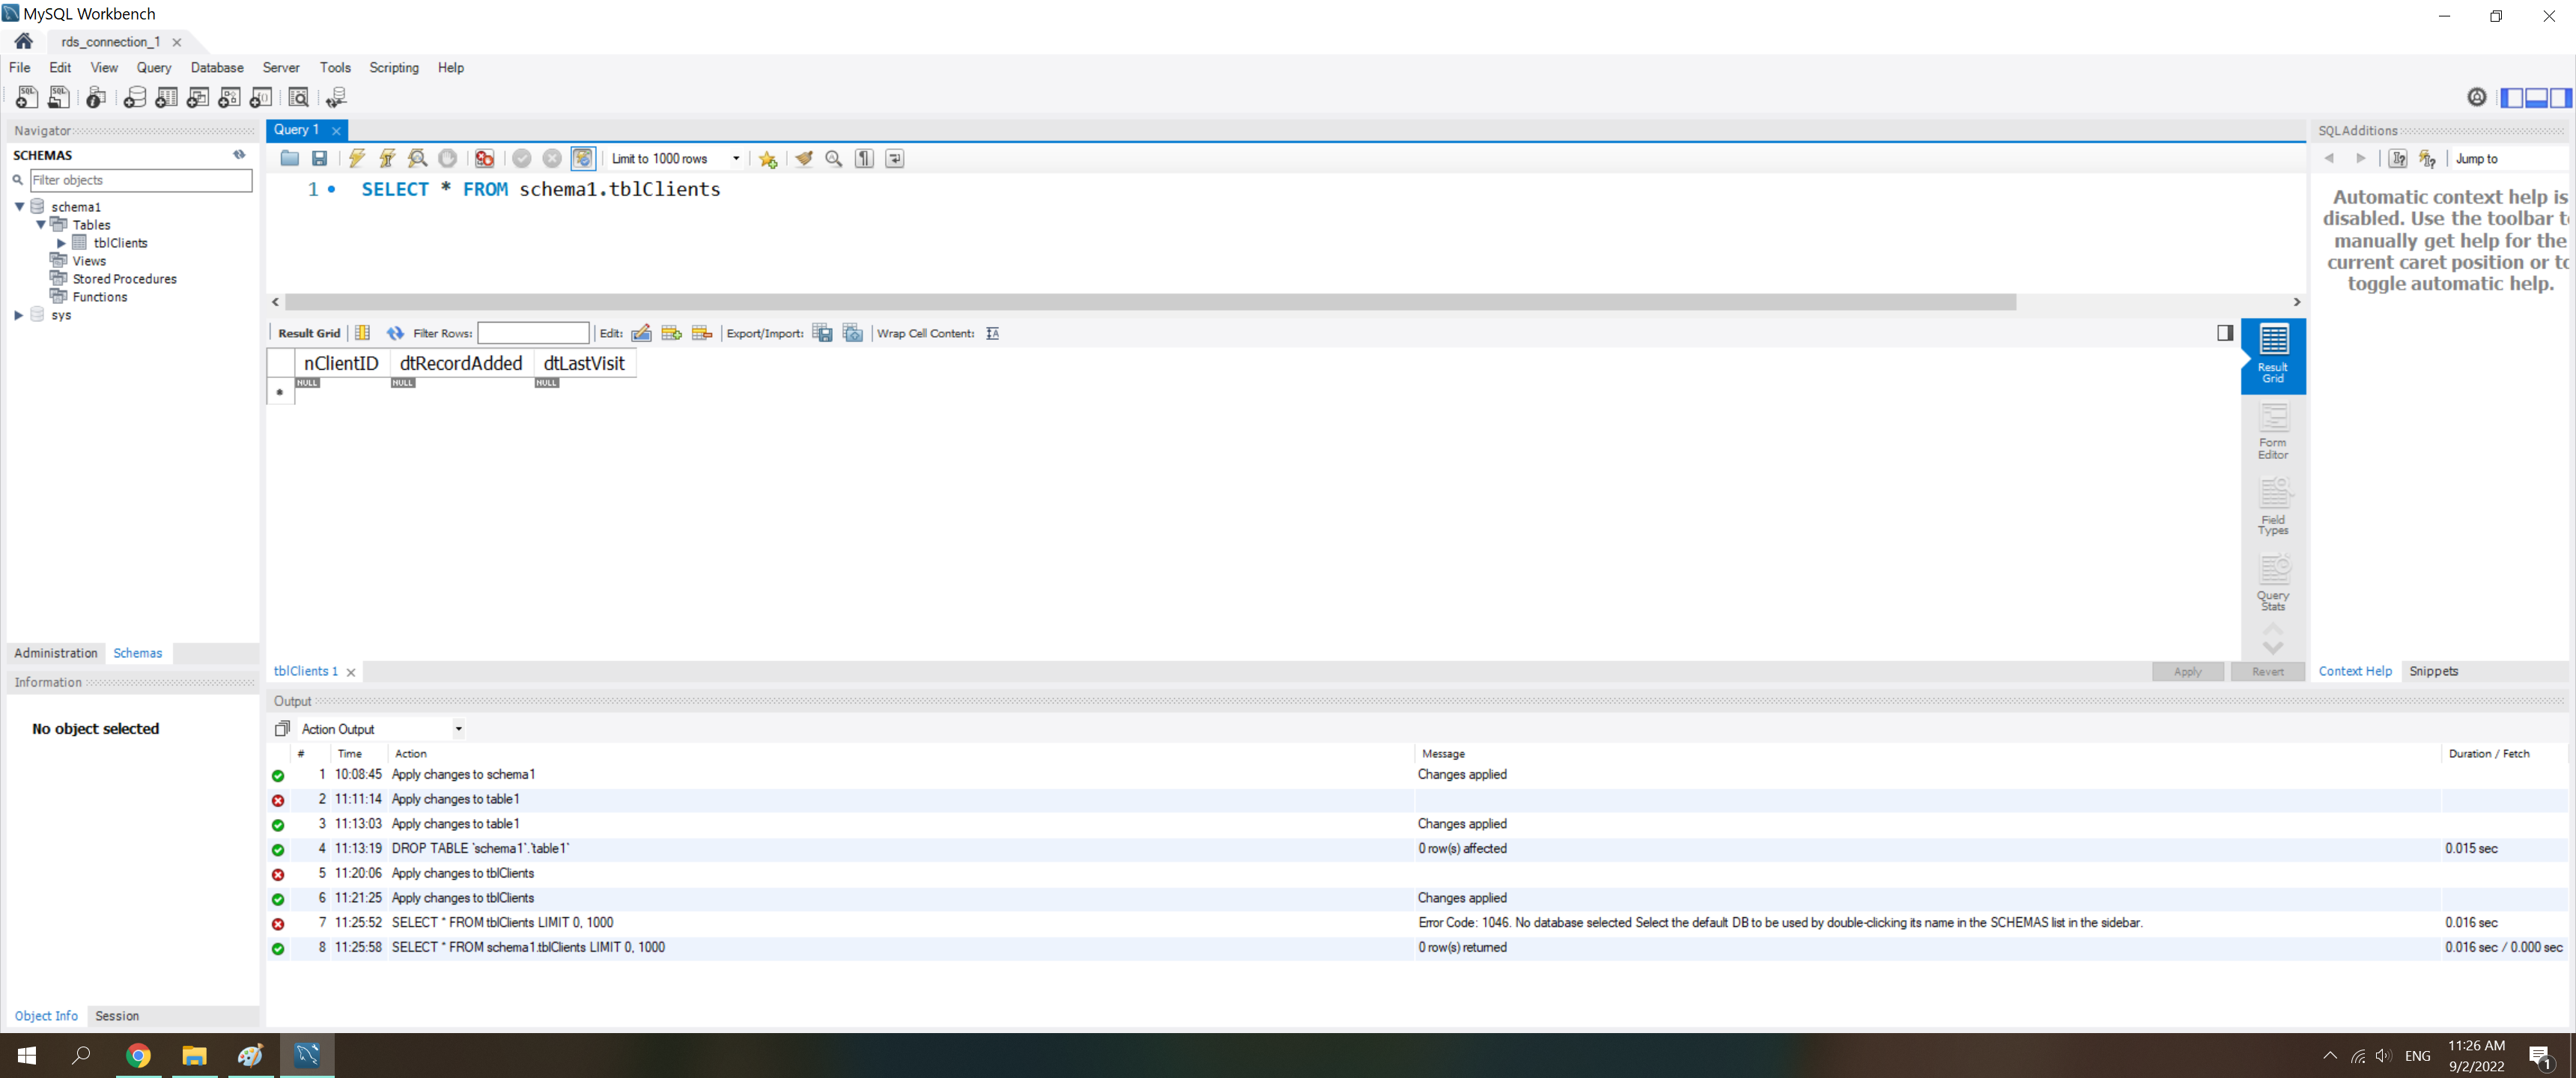 MySQL Workbench
rds_connection_1
File Edit View Query Database Server Tools Scripting Help
Navigator
SCHEMAS
Filter objects
schema1
Tables
tblClients
Views
Stored Procedures
Functions
sys
Administration Schemas
Information
No object selected
Object Info Session
Query 1
Limit to 1000 rows
1 SELECT * FROM schema1.tblClients
Result Grid Filter Rows: Edit: Export/Import: Wrap Cell Content:
nClientID dtRecordAdded dtLastVisit
NULL NULL NULL
Result Grid
Form Editor
Field Types
Query Stats
tblClients 1
Apply Revert
Output
Action Output
# Time Action Message Duration / Fetch
1 10:08:45 Apply changes to schema1 Changes applied
2 11:11:14 Apply changes to table1
3 11:13:03 Apply changes to table1 Changes applied
4 11:13:19 DROP TABLE `schema1`.`table1` 0 row(s) affected 0.015 sec
5 11:20:06 Apply changes to tblClients
6 11:21:25 Apply changes to tblClients Changes applied
7 11:25:52 SELECT * FROM tblClients LIMIT 0, 1000 Error Code: 1046. No database selected Select the default DB to be used by double-clicking its name in the SCHEMAS list in the sidebar. 0.016 sec
8 11:25:58 SELECT * FROM schema1.tblClients LIMIT 0, 1000 0 row(s) returned 0.016 sec / 0.000 sec
SQLAdditions
Jump to
Automatic context help is
disabled. Use the toolbar t
manually get help for the
current caret position or to
toggle automatic help.
Context Help Snippets
ENG
11:26 AM
9/2/2022
1